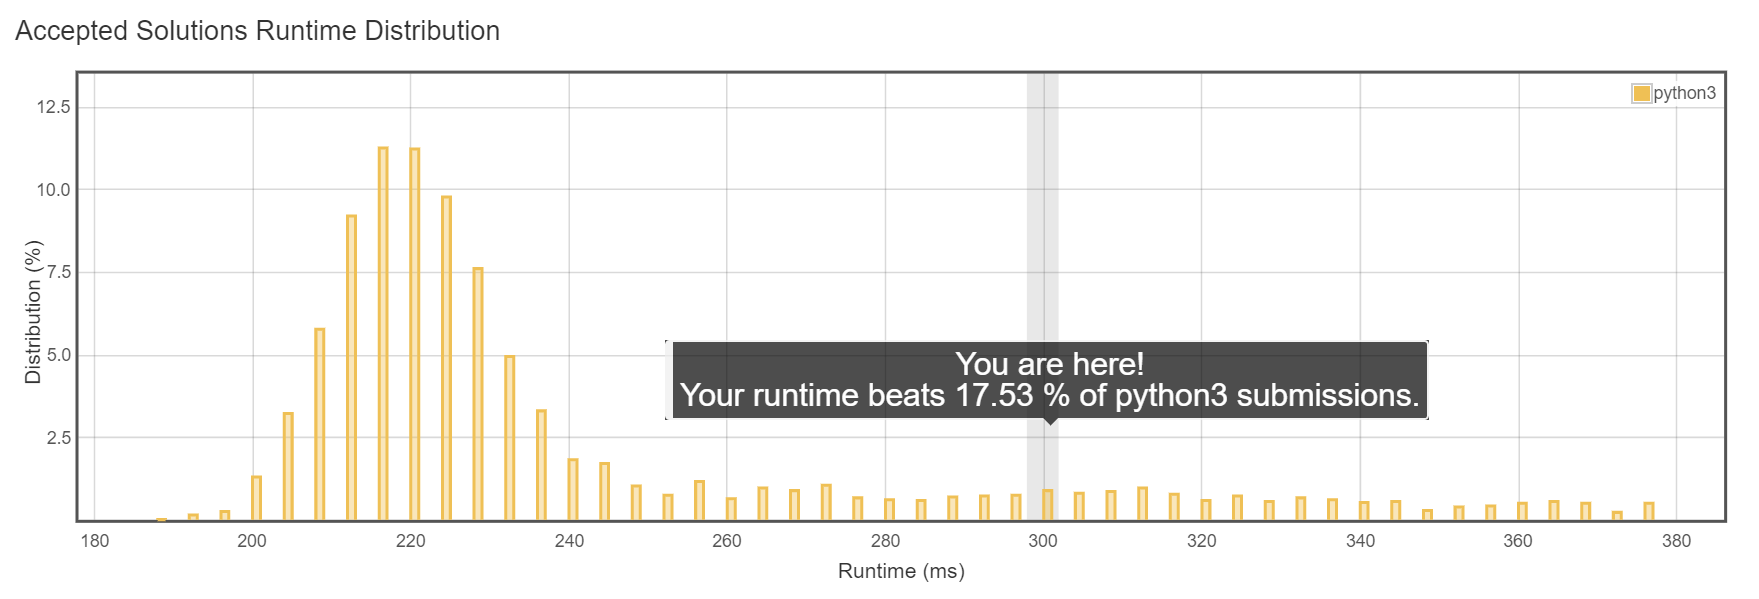 Accepted Solutions Runtime Distribution
python3
12.5
10.0
7.5
5.0
2.5
Distribution (%)
You are here!
Your runtime beats 17.53 % of python3 submissions.
180 200 220 240 260 280 300 320 340 360 380
Runtime (ms)